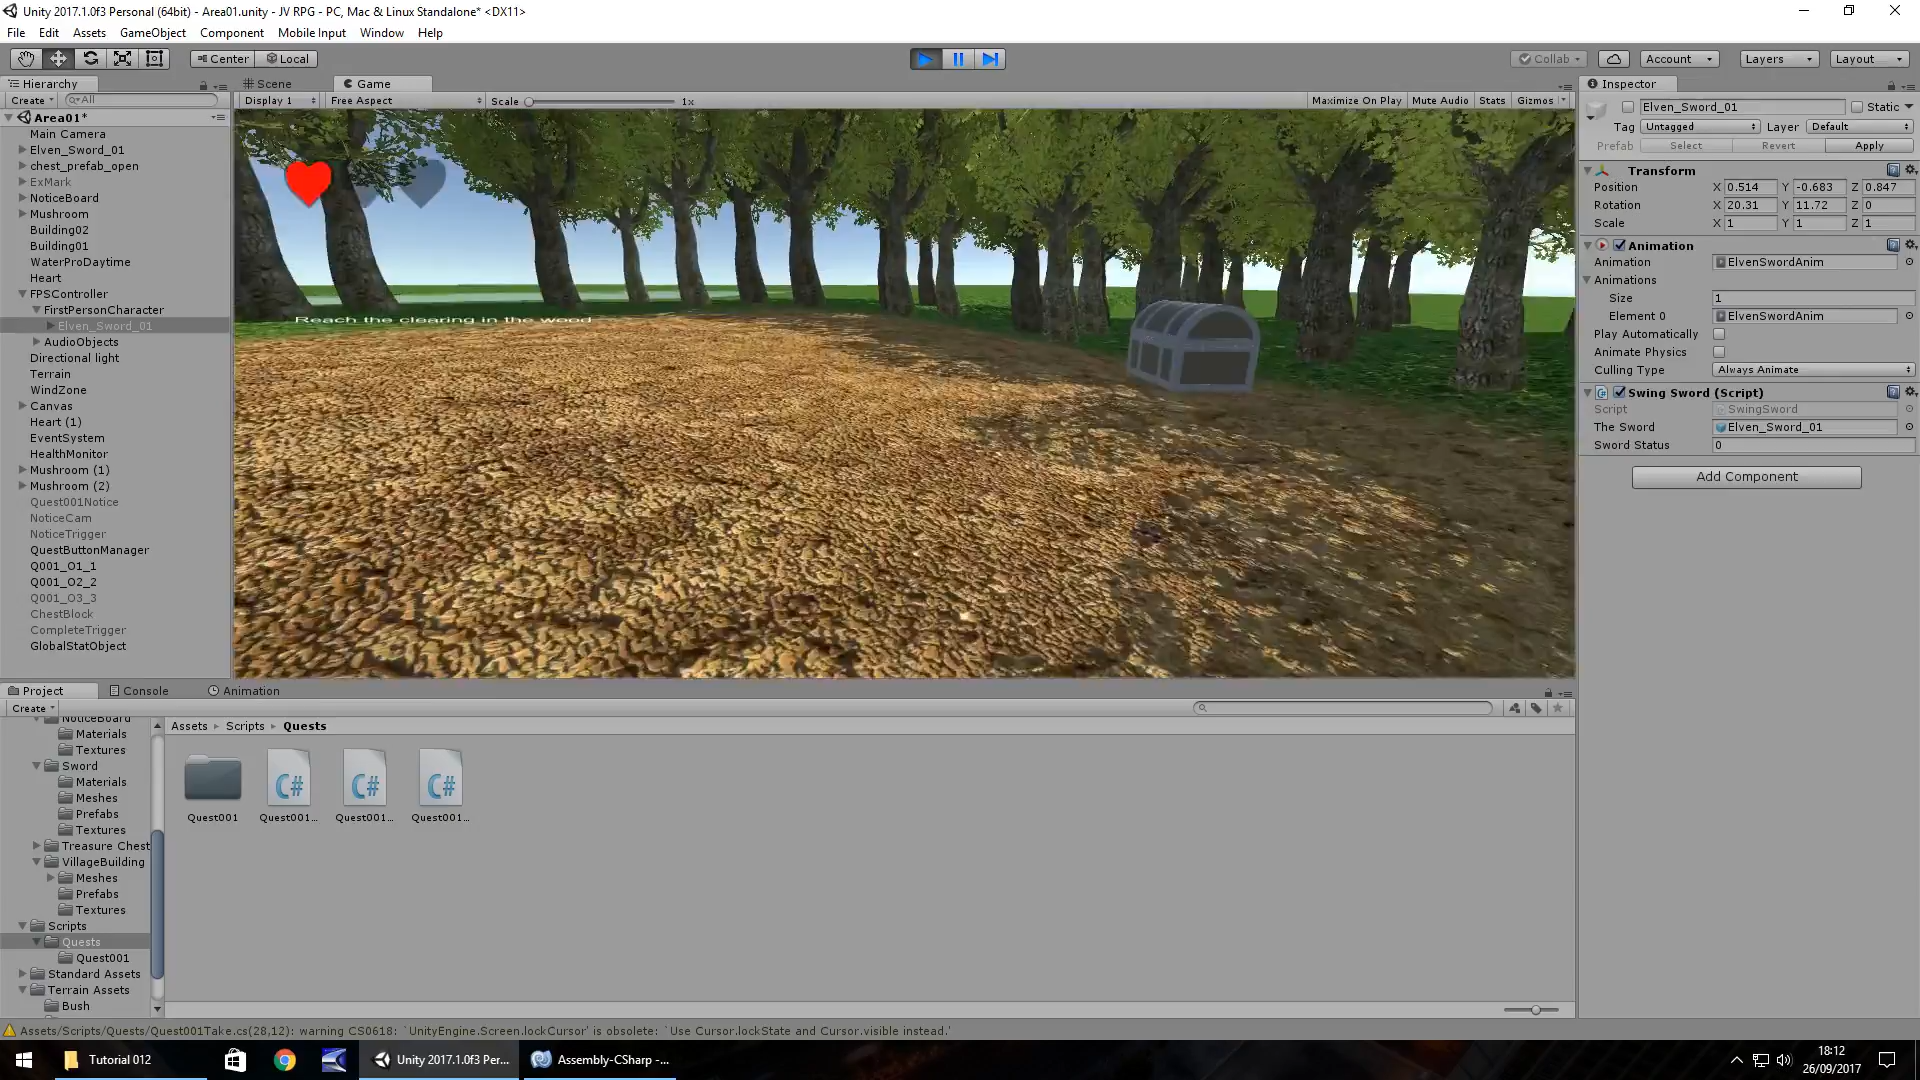 Unity 2017.1.0f3 Personal (64bit) - Area01.unity - JV RPG - PC, Mac & Linux Standalone* <DX11>
File Edit Assets GameObject Component Mobile Input Window Help
Center Local Collab Account Layers Layout
Hierarchy Scene Game Inspector
Create All Display 1 Free Aspect Scale 1x Maximize On Play Mute Audio Stats Gizmos
Area01*
Main Camera
Elven_Sword_01
chest_prefab_open
ExMark
NoticeBoard
Mushroom
Building02
Building01
WaterProDaytime
Heart
FPSController
FirstPersonCharacter
Elven_Sword_01
AudioObjects
Directional light
Terrain
WindZone
Canvas
Heart (1)
EventSystem
HealthMonitor
Mushroom (1)
Mushroom (2)
Quest001Notice
NoticeCam
NoticeTrigger
QuestButtonManager
Q001_O1_1
Q001_O2_2
Q001_O3_3
ChestBlock
CompleteTrigger
GlobalStatObject
Reach the clearing in the wood
Elven_Sword_01 Static
Tag Untagged Layer Default
Prefab Select Revert Apply
Transform
Position X 0.514 Y -0.683 Z 0.847
Rotation X 20.31 Y 11.72 Z 0
Scale X 1 Y 1 Z 1
Animation
Animation ElvenSwordAnim
Animations
Size 1
Element 0 ElvenSwordAnim
Play Automatically
Animate Physics
Culling Type Always Animate
Swing Sword (Script)
Script SwingSword
The Sword Elven_Sword_01
Sword Status 0
Add Component
Project Console Animation
Create
NoticeBoard
Materials
Textures
Sword
Materials
Meshes
Prefabs
Textures
Treasure Chest
VillageBuilding
Meshes
Prefabs
Textures
Scripts
Quests
Quest001
Standard Assets
Terrain Assets
Bush
Assets Scripts Quests
C# C# C#
Quest001 Quest001... Quest001... Quest001...
Assets/Scripts/Quests/Quest001Take.cs(28,12): warning CS0618: `UnityEngine.Screen.lockCursor' is obsolete: `Use Cursor.lockState and Cursor.visible instead.'
Tutorial 012 Unity 2017.1.0f3 Per... Assembly-CSharp -...
18:12
26/09/2017